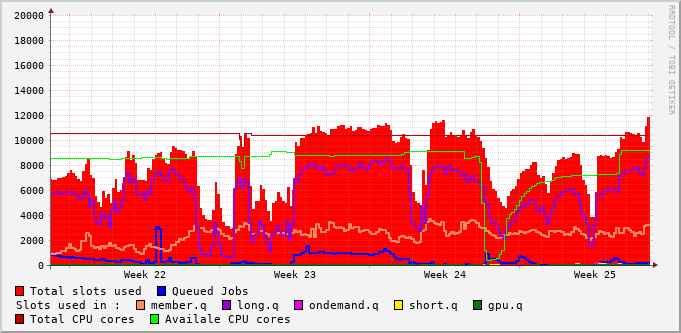 20000
18000
16000
14000
12000
10000
8000
6000
4000
2000
0
Week 22 Week 23 Week 24 Week 25
RRDTOOL / TOBI OETIKER
Total slots used Queued Jobs
Slots used in : member.q long.q ondemand.q short.q gpu.q
Total CPU cores Availale CPU cores